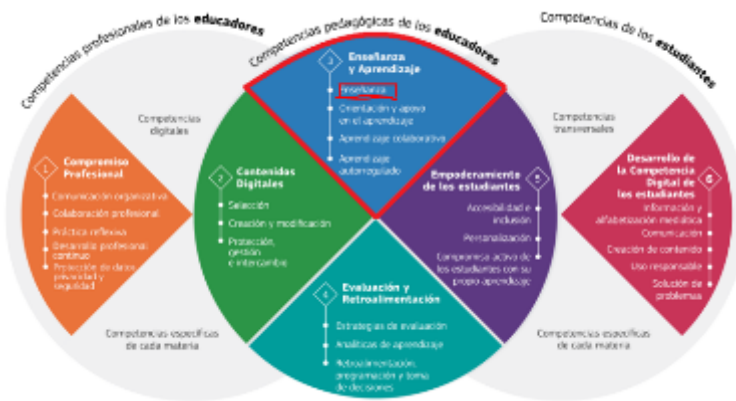 Competencias profesionales de los educadores
Competencias pedagógicas de los educadores
Competencias de los estudiantes
Competencias
digitales
1
Compromiso
Profesional
Comunicación organizativa
Colaboración profesional
Práctica reflexiva
Desarrollo profesional
continuo
Protección de datos,
privacidad y
seguridad
Competencias específicas
de cada materia
2
Contenidos
Digitales
Selección
Creación y modificación
Protección,
gestión
e intercambio
3
Enseñanza
y Aprendizaje
Enseñanza
Orientación y apoyo
en el aprendizaje
Aprendizaje colaborativo
Aprendizaje
autorregulado
4
Evaluación y
Retroalimentación
Estrategias de evaluación
Analíticas de aprendizaje
Retroalimentación,
programación y toma
de decisiones
5
Empoderamiento
de los estudiantes
Accesibilidad e
inclusión
Personalización
Compromiso activo de
los estudiantes con su
propio aprendizaje
Competencias
transversales
6
Desarrollo de
la Competencia
Digital de
los estudiantes
Información y
alfabetización mediática
Comunicación
Creación de contenido
Uso responsable
Solución de
problemas
Competencias específicas
de cada materia